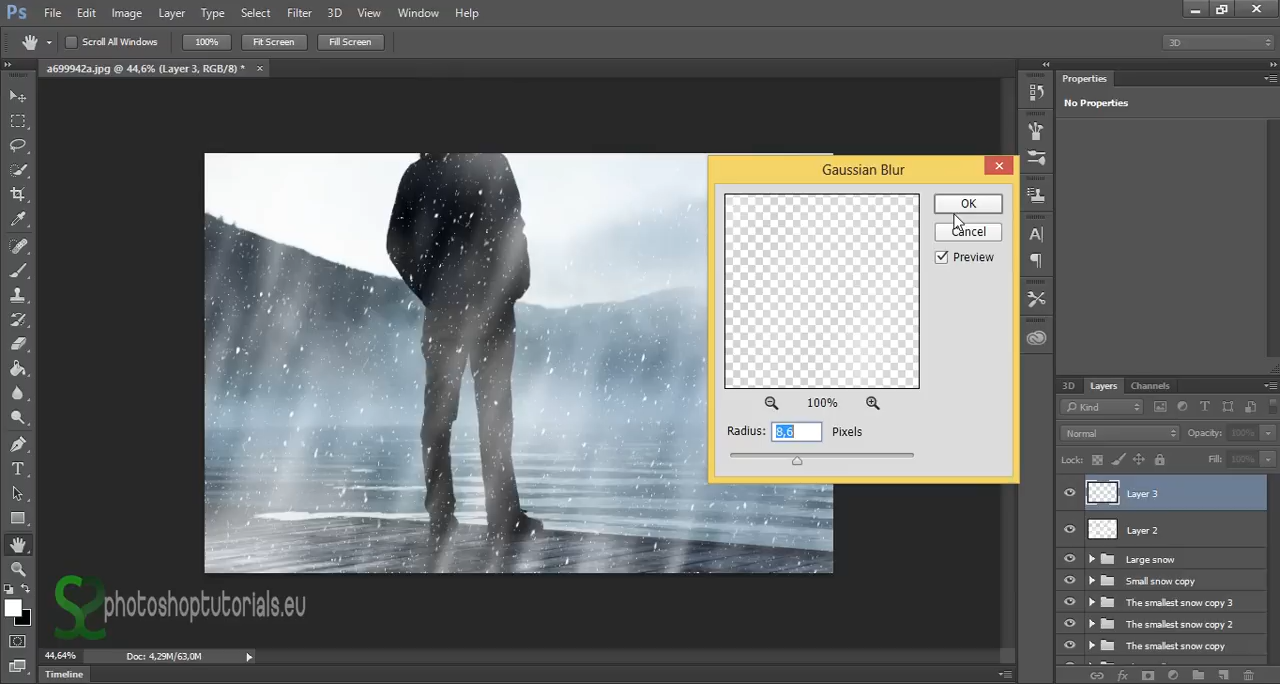 Ps File Edit Image Layer Type Select Filter 3D View Window Help
Scroll All Windows 100% Fit Screen Fill Screen 3D
a699942a.jpg @ 44,6% (Layer 3, RGB/8) * ×
Properties
No Properties
Gaussian Blur
OK
Cancel
Preview
100%
Radius: 8,6 Pixels
3D Layers Channels
Kind
Normal Opacity: 100%
Lock: Fill: 100%
Layer 3
Layer 2
Large snow
Small snow copy
The smallest snow copy 3
The smallest snow copy 2
The smallest snow copy
photoshoptutorials.eu
44,64% Doc: 4,29M/63,0M
Timeline